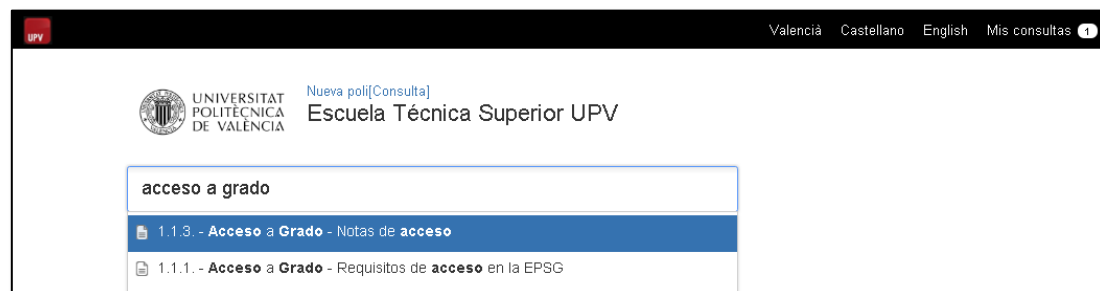 UPV
Valencià Castellano English Mis consultas 1
UNIVERSITAT
POLITÈCNICA
DE VALÈNCIA
Nueva poli[Consulta]
Escuela Técnica Superior UPV
acceso a grado
1.1.3. - Acceso a Grado - Notas de acceso
1.1.1. - Acceso a Grado - Requisitos de acceso en la EPSG